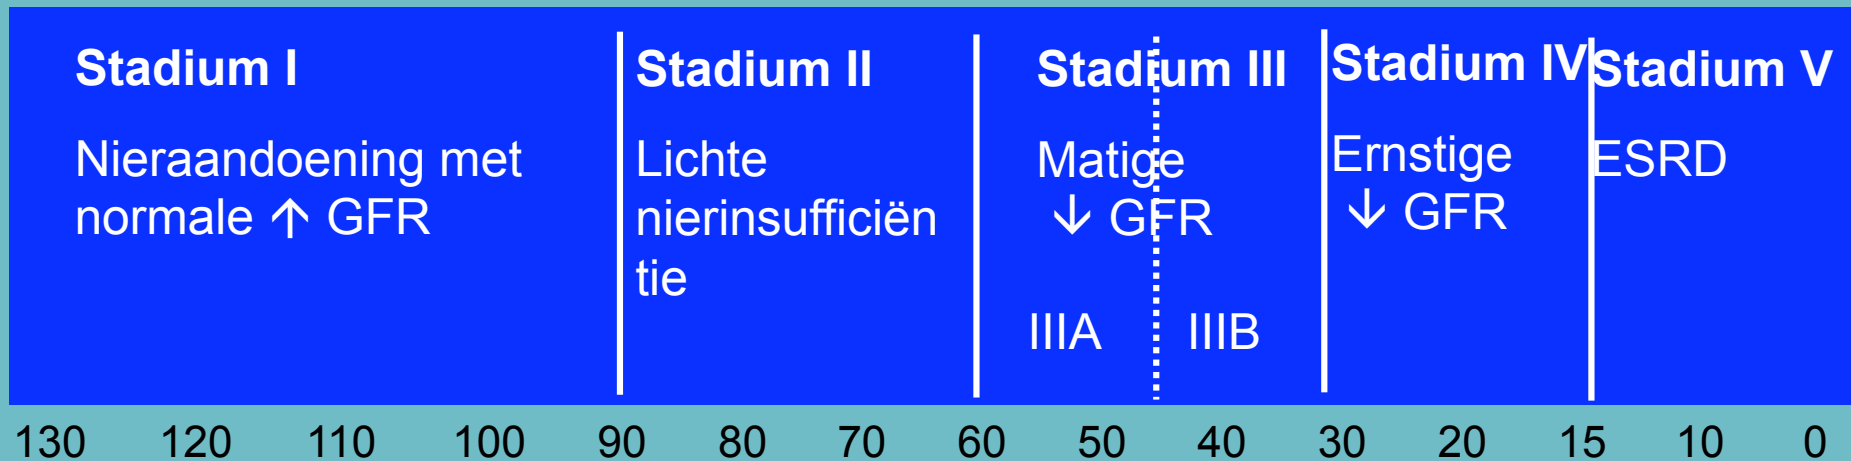 Stadium I
Nieraandoening met
normale ↑ GFR
Stadium II
Lichte
nierinsufficiën
tie
Stadium III
Matige
↓ GFR
IIIA IIIB
Stadium IV
Ernstige
↓ GFR
Stadium V
ESRD
130 120 110 100 90 80 70 60 50 40 30 20 15 10 0